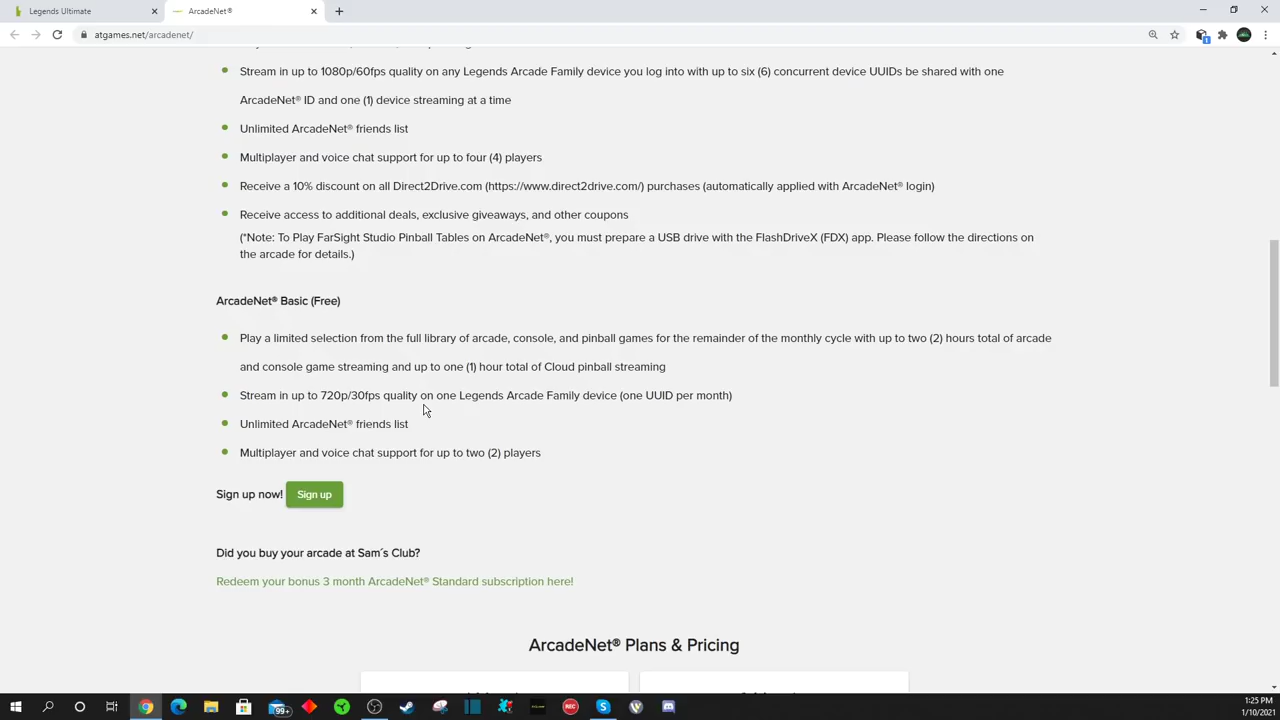 Legends Ultimate
ArcadeNet®
atgames.net/arcadenet/
Stream in up to 1080p/60fps quality on any Legends Arcade Family device you log into with up to six (6) concurrent device UUIDs be shared with one
ArcadeNet® ID and one (1) device streaming at a time
Unlimited ArcadeNet® friends list
Multiplayer and voice chat support for up to four (4) players
Receive a 10% discount on all Direct2Drive.com (https://www.direct2drive.com/) purchases (automatically applied with ArcadeNet® login)
Receive access to additional deals, exclusive giveaways, and other coupons
(*Note: To Play FarSight Studio Pinball Tables on ArcadeNet®, you must prepare a USB drive with the FlashDriveX (FDX) app. Please follow the directions on
the arcade for details.)
ArcadeNet® Basic (Free)
Play a limited selection from the full library of arcade, console, and pinball games for the remainder of the monthly cycle with up to two (2) hours total of arcade
and console game streaming and up to one (1) hour total of Cloud pinball streaming
Stream in up to 720p/30fps quality on one Legends Arcade Family device (one UUID per month)
Unlimited ArcadeNet® friends list
Multiplayer and voice chat support for up to two (2) players
Sign up now! Sign up
Did you buy your arcade at Sam´s Club?
Redeem your bonus 3 month ArcadeNet® Standard subscription here!
ArcadeNet® Plans & Pricing
99+
REC
1:25 PM
1/10/2021